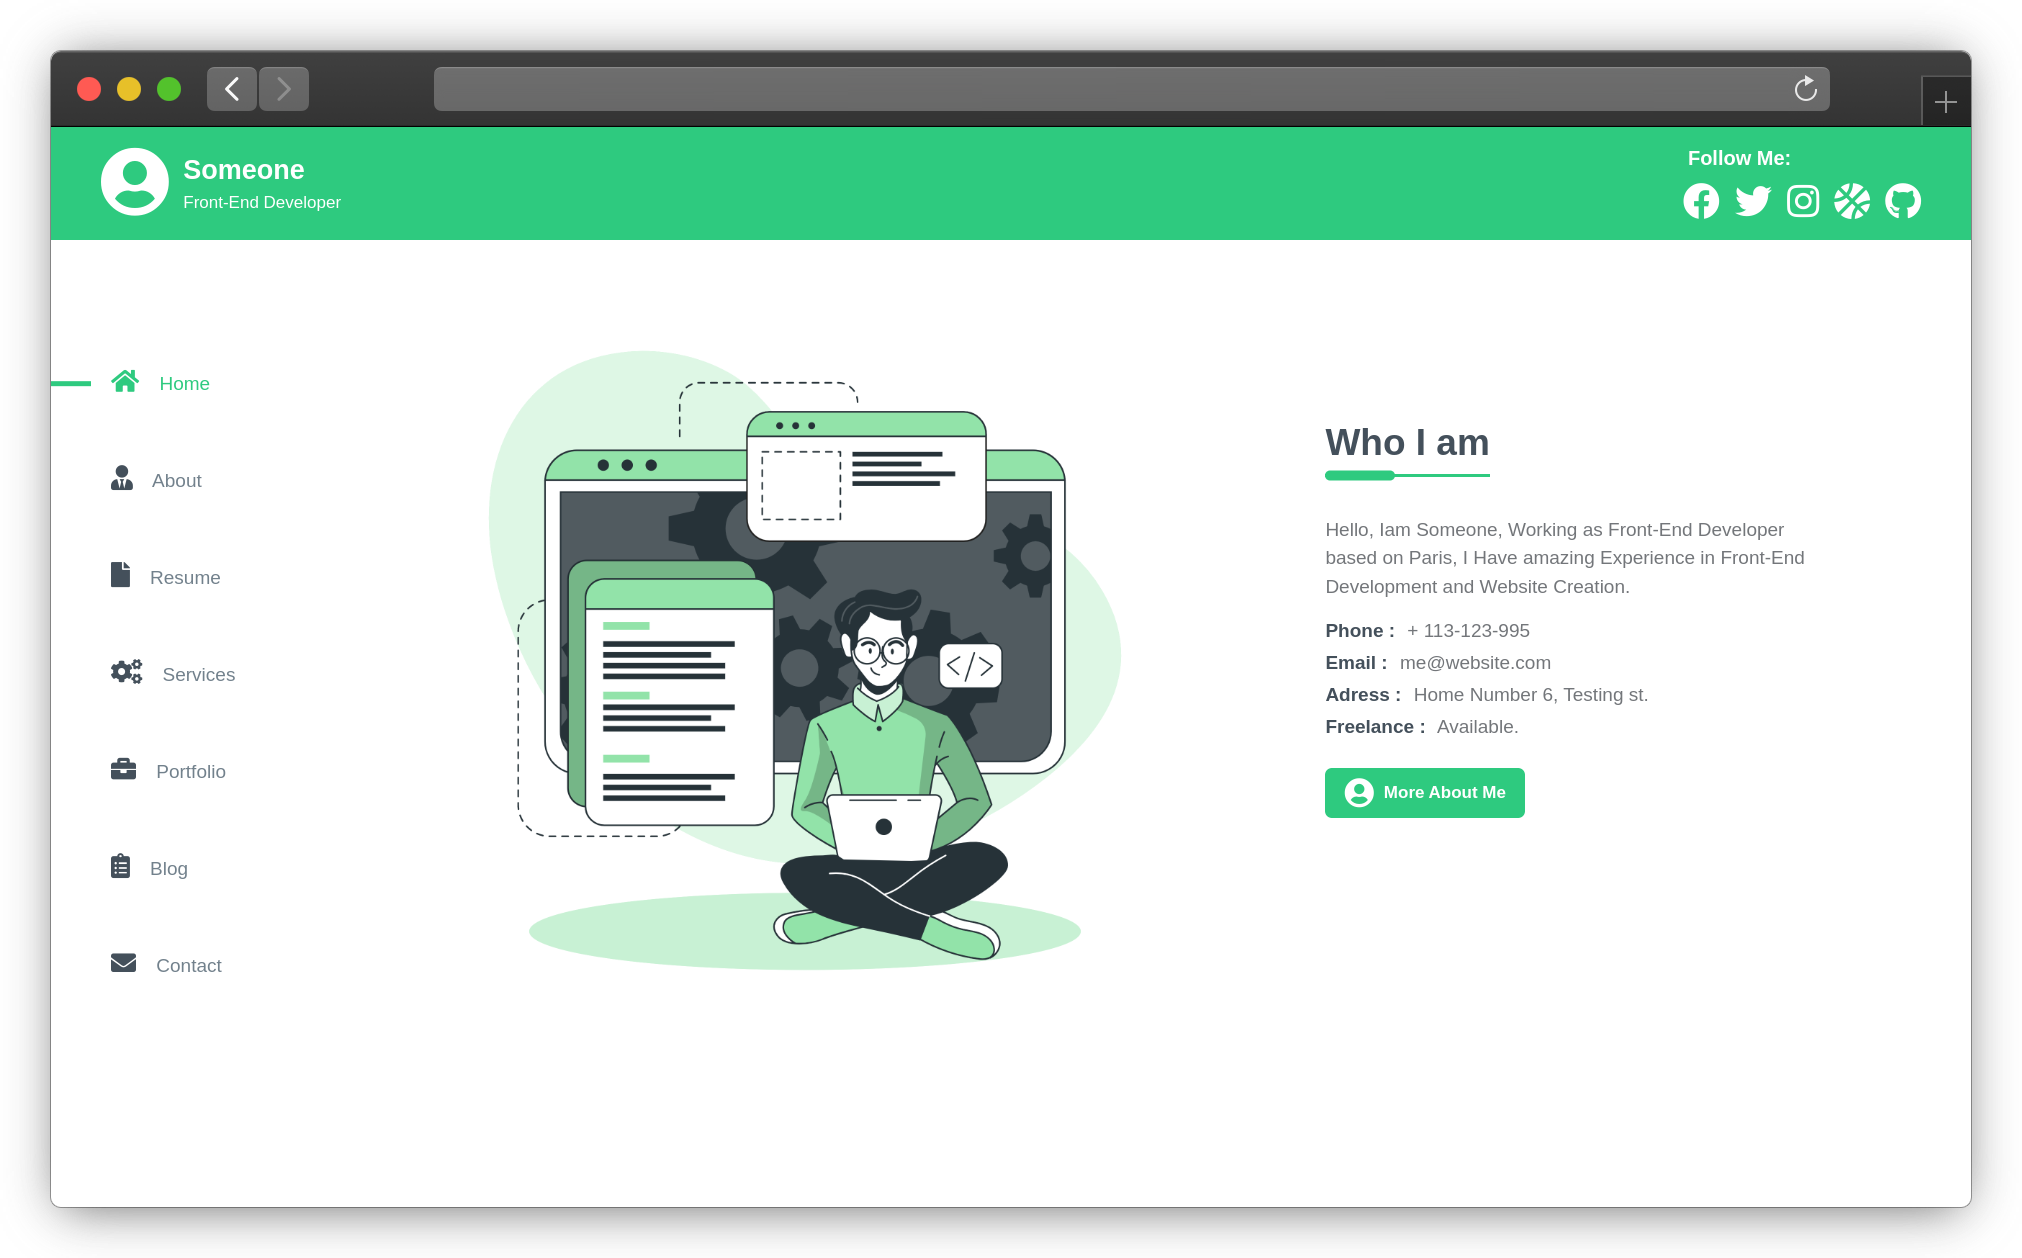 Someone
Front-End Developer
Follow Me:
Home
About
Resume
Services
Portfolio
Blog
Contact
</>
Who I am
Hello, Iam Someone, Working as Front-End Developer
based on Paris, I Have amazing Experience in Front-End
Development and Website Creation.
Phone : + 113-123-995
Email : me@website.com
Adress : Home Number 6, Testing st.
Freelance : Available.
More About Me